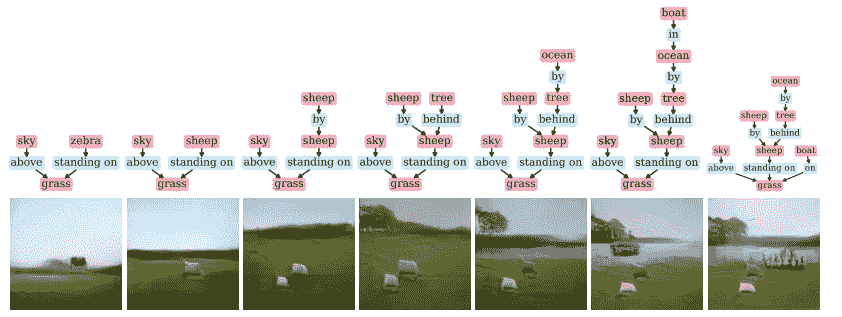 sky zebra
above standing on
grass
sky sheep
above standing on
grass
sheep
by
sky sheep
above standing on
grass
sheep tree
by behind
sky sheep
above standing on
grass
ocean
by
sheep tree
by behind
sky sheep
above standing on
grass
boat
in
ocean
by
sheep tree
by behind
sky sheep
above standing on
grass
ocean
by
sheep tree
by behind
sky sheep boat
above standing on on
grass